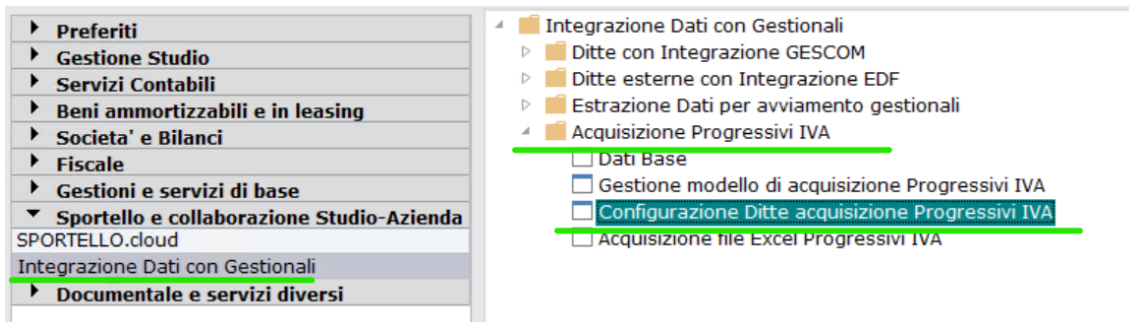 Preferiti
Gestione Studio
Servizi Contabili
Beni ammortizzabili e in leasing
Societa' e Bilanci
Fiscale
Gestioni e servizi di base
Sportello e collaborazione Studio-Azienda
SPORTELLO.cloud
Integrazione Dati con Gestionali
Documentale e servizi diversi
Integrazione Dati con Gestionali
Ditte con Integrazione GESCOM
Ditte esterne con Integrazione EDF
Estrazione Dati per avviamento gestionali
Acquisizione Progressivi IVA
Dati Base
Gestione modello di acquisizione Progressivi IVA
Configurazione Ditte acquisizione Progressivi IVA
Acquisizione file Excel Progressivi IVA